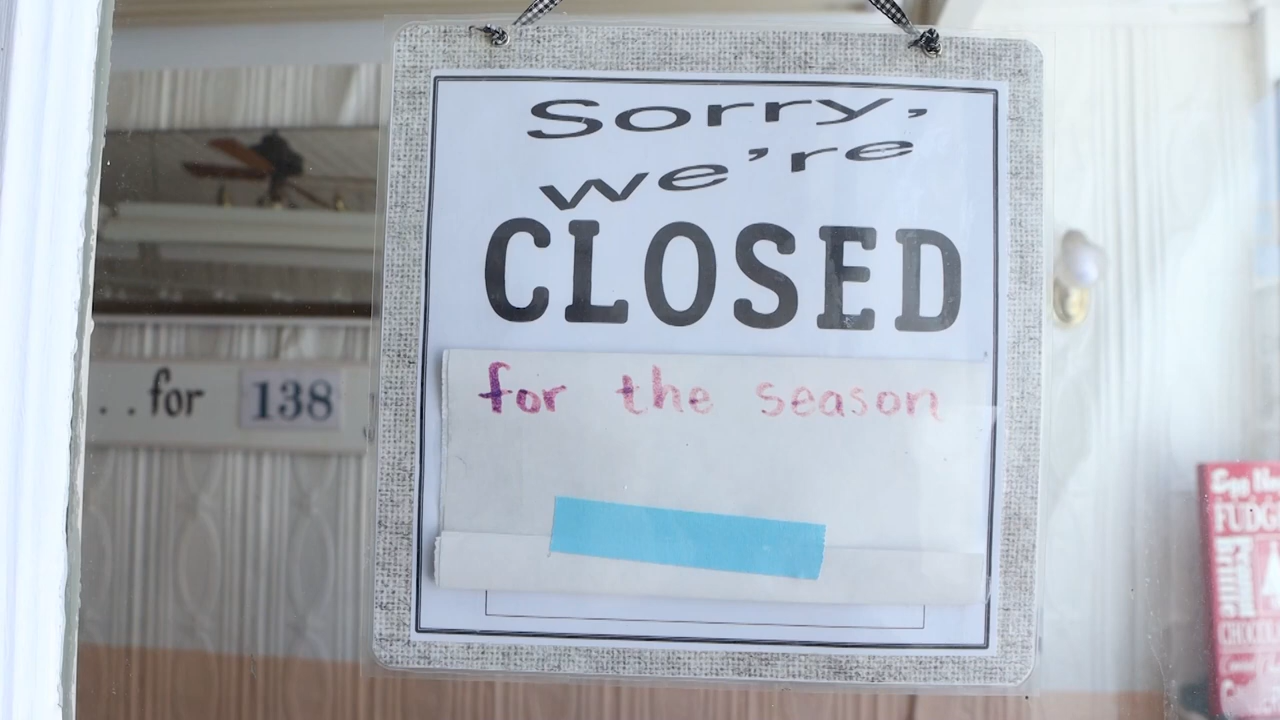 Sorry,
we're
CLOSED
for the season
. . for 138
FUDGE